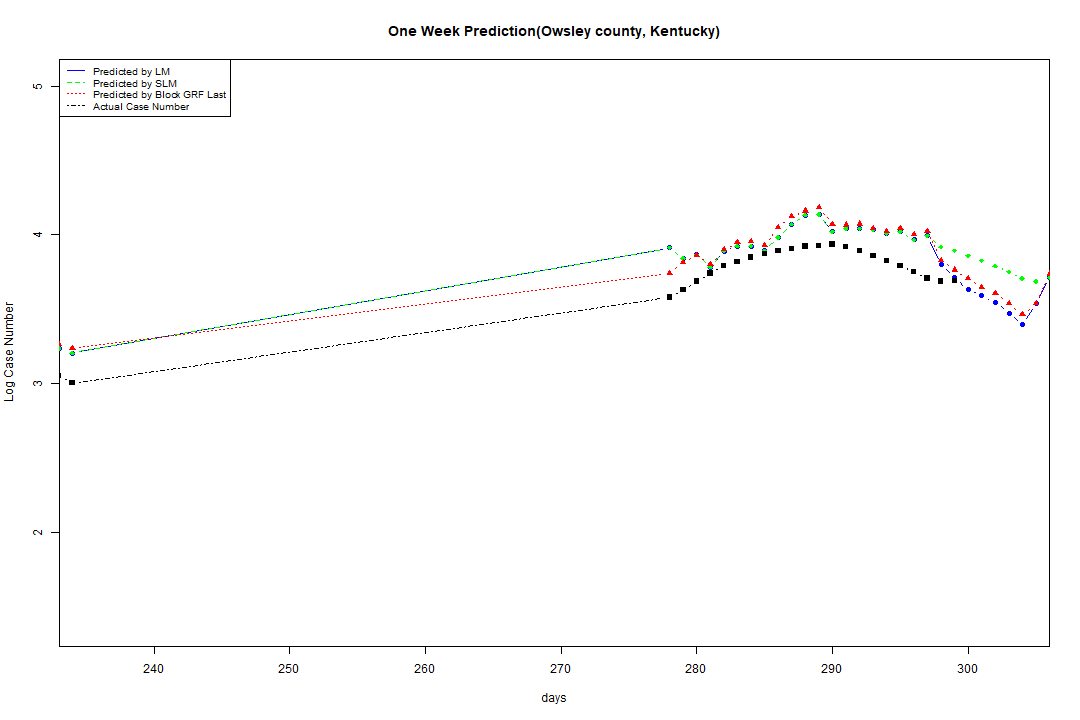 One Week Prediction(Owsley county, Kentucky)
Predicted by LM
Predicted by SLM
Predicted by Block GRF Last
Actual Case Number
5
4
3
2
Log Case Number
240 250 260 270 280 290 300
days